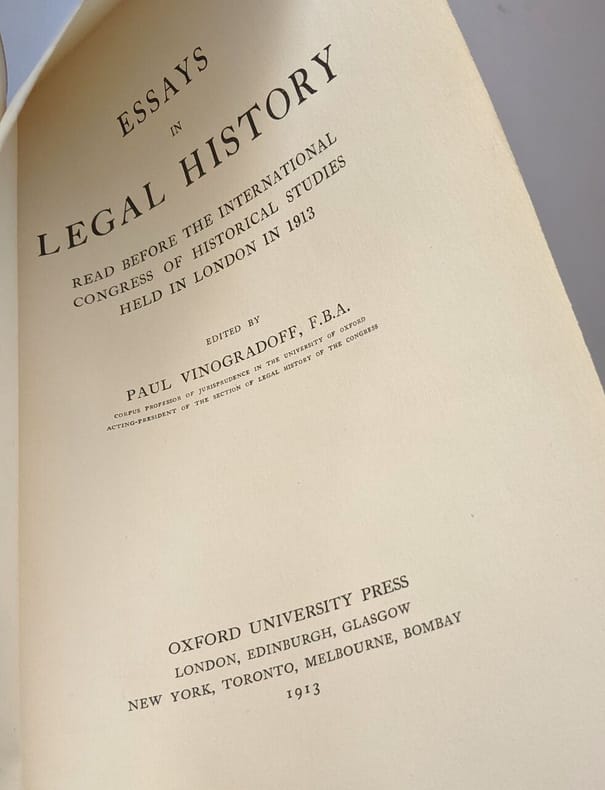 ESSAYS
IN
LEGAL HISTORY
READ BEFORE THE INTERNATIONAL
CONGRESS OF HISTORICAL STUDIES
HELD IN LONDON IN 1913
EDITED BY
PAUL VINOGRADOFF, F.B.A.
CORPUS PROFESSOR OF JURISPRUDENCE IN THE UNIVERSITY OF OXFORD
ACTING-PRESIDENT OF THE SECTION OF LEGAL HISTORY OF THE CONGRESS
OXFORD UNIVERSITY PRESS
LONDON, EDINBURGH, GLASGOW
NEW YORK, TORONTO, MELBOURNE, BOMBAY
1913